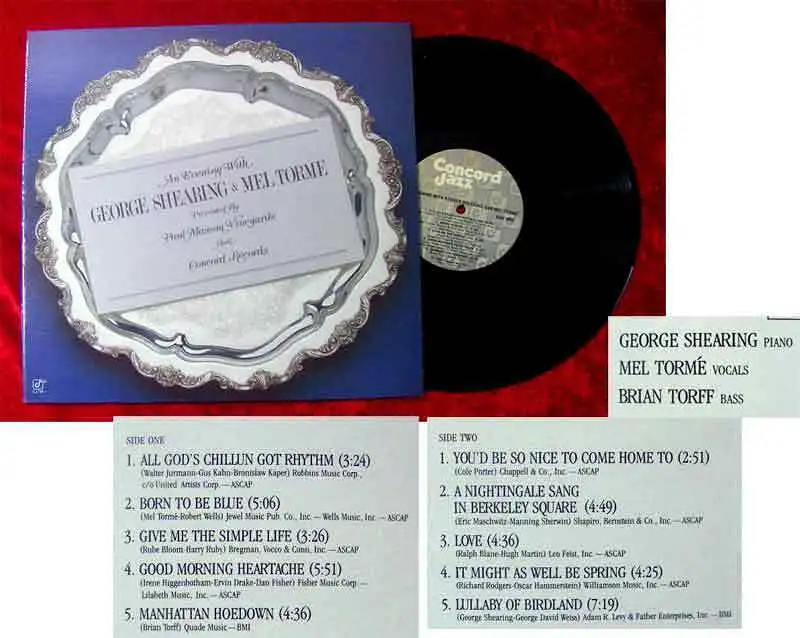 An Evening With
GEORGE SHEARING & MEL TORME
Presented By
Paul Masson Vineyards
And
Concord Records
Concord
Jazz
GEORGE SHEARING PIANO
MEL TORMÉ VOCALS
BRIAN TORFF BASS
SIDE ONE
1. ALL GOD'S CHILLUN GOT RHYTHM (3:24)
(Walter Jurmann-Gus Kahn-Bronislaw Kaper) Robbins Music Corp.,
c/o United Artists Corp. — ASCAP
2. BORN TO BE BLUE (5:06)
(Mel Tormé-Robert Wells) Jewel Music Pub. Co., Inc. — Wells Music, Inc. — ASCAP
3. GIVE ME THE SIMPLE LIFE (3:26)
(Rube Bloom-Harry Ruby) Bregman, Vocco & Conn, Inc. — ASCAP
4. GOOD MORNING HEARTACHE (5:51)
(Irene Higgenbotham-Ervin Drake-Dan Fisher) Fisher Music Corp —
Lilabeth Music, Inc. — ASCAP
5. MANHATTAN HOEDOWN (4:36)
(Brian Torff) Quade Music — BMI
SIDE TWO
1. YOU'D BE SO NICE TO COME HOME TO (2:51)
(Cole Porter) Chappell & Co., Inc. — ASCAP
2. A NIGHTINGALE SANG
IN BERKELEY SQUARE (4:49)
(Eric Maschwitz-Manning Sherwin) Shapiro, Bernstein & Co., Inc. — ASCAP
3. LOVE (4:36)
(Ralph Blane-Hugh Martin) Leo Feist, Inc. — ASCAP
4. IT MIGHT AS WELL BE SPRING (4:25)
(Richard Rodgers-Oscar Hammerstein) Williamson Music, Inc. — ASCAP
5. LULLABY OF BIRDLAND (7:19)
(George Shearing-George David Weiss) Adam R. Levy & Father Enterprises, Inc. — BMI